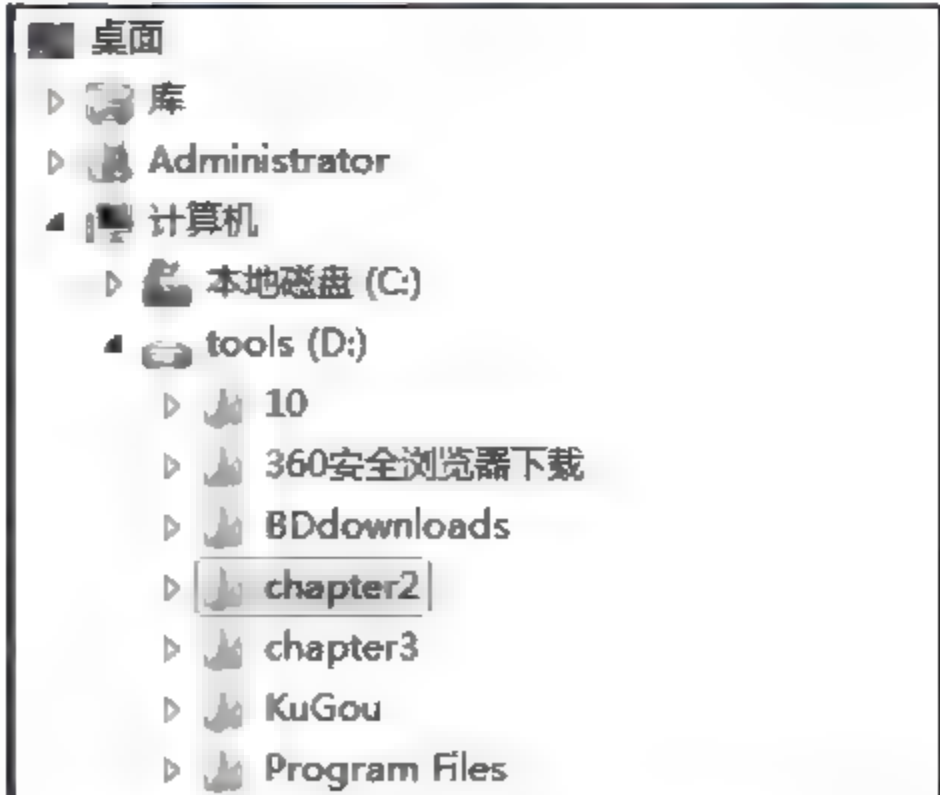 桌面
库
Administrator
计算机
本地磁盘 (C:)
tools (D:)
10
360安全浏览器下载
BDdownloads
chapter2
chapter3
KuGou
Program Files